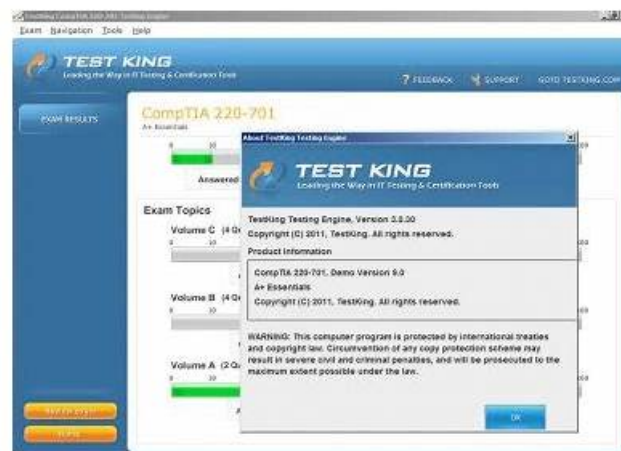 Exam Navigation Tools Help
TEST KING
Leading the Way in IT Testing & Certification Tools
? FEEDBACK SUPPORT GOTO TESTKING.COM
EXAM RESULTS
CompTIA 220-701
A+ Essentials
Answered
Exam Topics
Volume C
Volume B
Volume A
About TestKing Testing Engine
TEST KING
Leading the Way in IT Testing & Certification Tools
TestKing Testing Engine, Version
Copyright (C) 2011, TestKing. All rights reserved.
Product Information
CompTIA 220-701, Demo Version
A+ Essentials
Copyright (C) 2011, TestKing. All rights reserved.
WARNING: This computer program is protected by international treaties
and copyright law. Circumvention of any copy protection scheme may
result in severe civil and criminal penalties, and will be prosecuted to the
maximum extent possible under the law.
OK